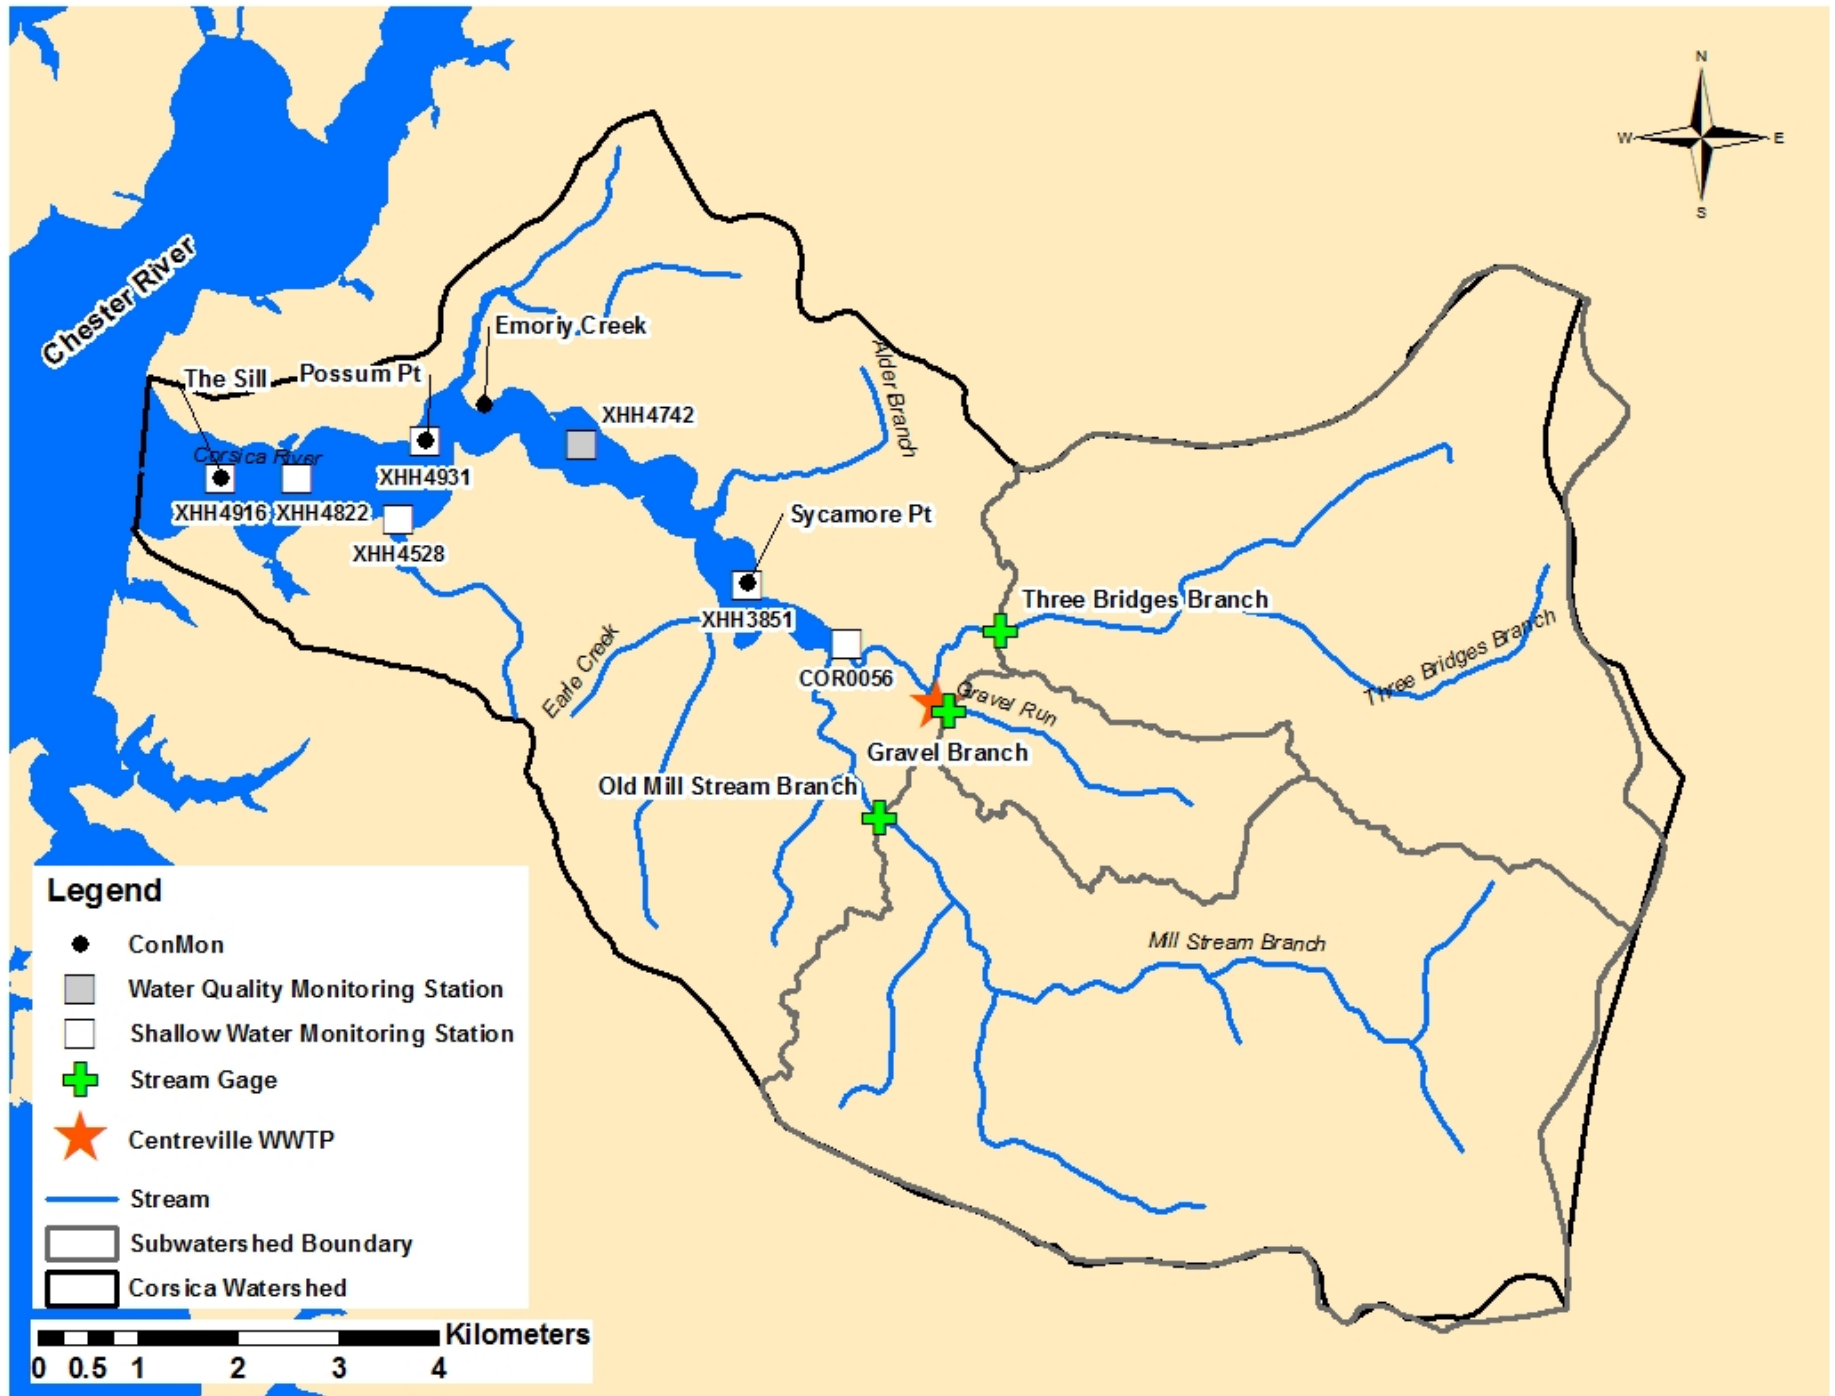 N
W
E
S
Chester River
Emoriy Creek
The Sill
Possum Pt
Alder Branch
XHH4742
Corsica River
XHH4931
XHH4916
XHH4822
XHH4528
Sycamore Pt
XHH3851
Three Bridges Branch
Three Bridges Branch
Earle Creek
COR0056
Gravel Run
Gravel Branch
Old Mill Stream Branch
Mill Stream Branch
Legend
ConMon
Water Quality Monitoring Station
Shallow Water Monitoring Station
Stream Gage
Centreville WWTP
Stream
Subwatershed Boundary
Corsica Watershed
Kilometers
0 0.5 1 2 3 4